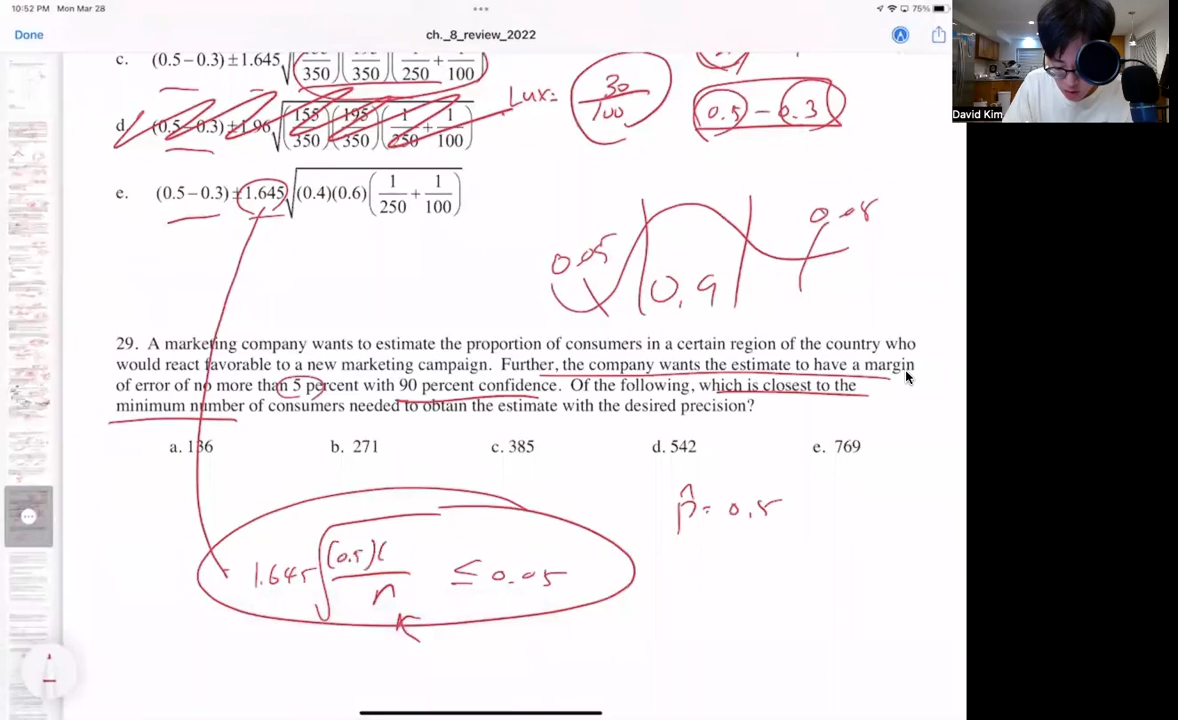 10:52 PM Mon Mar 28
75%
Done
ch._8_review_2022
c. (0.5 – 0.3) ± 1.645 √ 350 350 ( 1/250 + 1/100 )
Lux= 30/100
0.5 – 0.3
d. (0.5 – 0.3) ± 1.96 √ (155/350)(195/350)(1/250 + 1/100)
e. (0.5 – 0.3) ± 1.645 √ (0.4)(0.6)(1/250 + 1/100)
David Kim
0.05
0.9
0.05
29. A marketing company wants to estimate the proportion of consumers in a certain region of the country who
would react favorable to a new marketing campaign. Further, the company wants the estimate to have a margin
of error of no more than 5 percent with 90 percent confidence. Of the following, which is closest to the
minimum number of consumers needed to obtain the estimate with the desired precision?
a. 136 b. 271 c. 385 d. 542 e. 769
p̂ = 0.5
1.645 √ (0.5)( / n ≤ 0.05